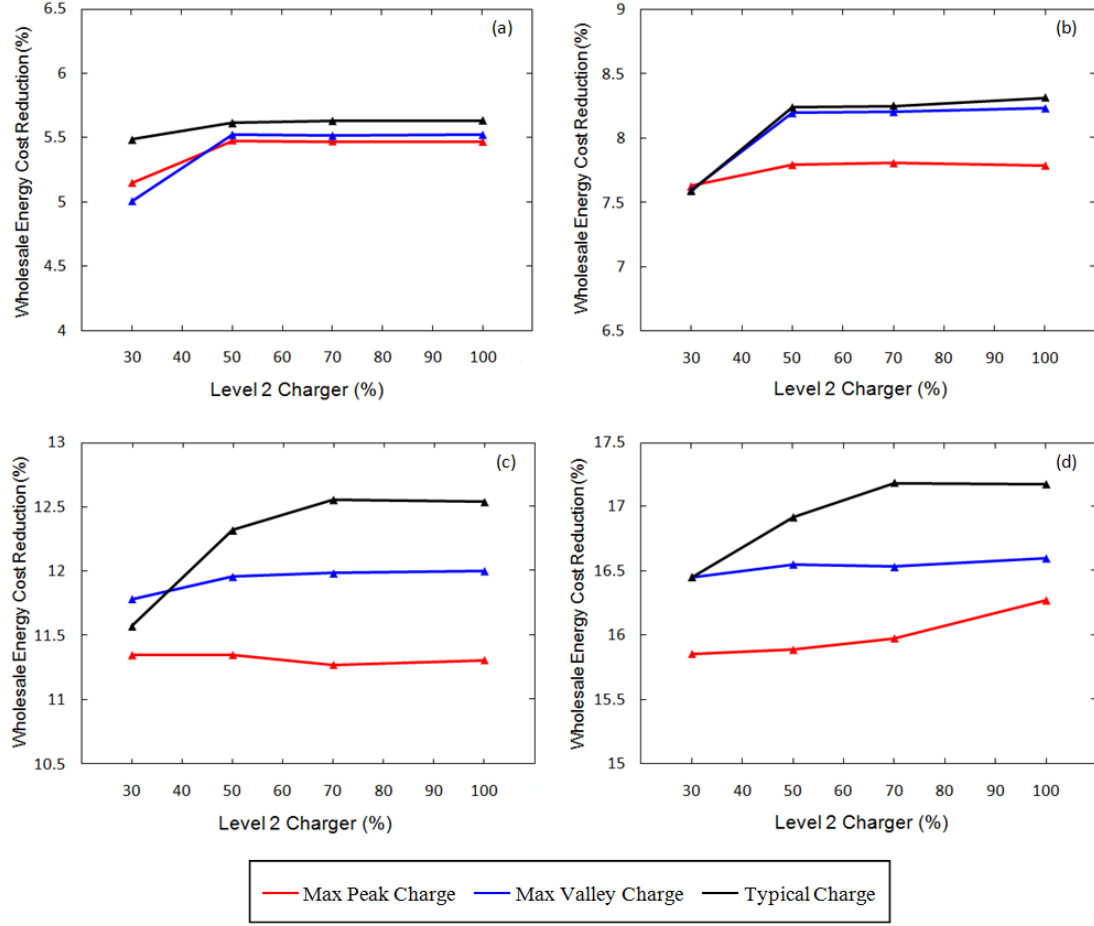 6.5
(a)
6
5.5
5
4.5
4
Wholesale Energy Cost Reduction (%)
30 40 50 60 70 80 90 100
Level 2 Charger (%)
9
(b)
8.5
8
7.5
7
6.5
Wholesale Energy Cost Reduction (%)
30 40 50 60 70 80 90 100
Level 2 Charger (%)
13
(c)
12.5
12
11.5
11
10.5
Wholesale Energy Cost Reduction (%)
30 40 50 60 70 80 90 100
Level 2 Charger (%)
17.5
(d)
17
16.5
16
15.5
15
Wholesale Energy Cost Reduction (%)
30 40 50 60 70 80 90 100
Level 2 Charger (%)
Max Peak Charge Max Valley Charge Typical Charge